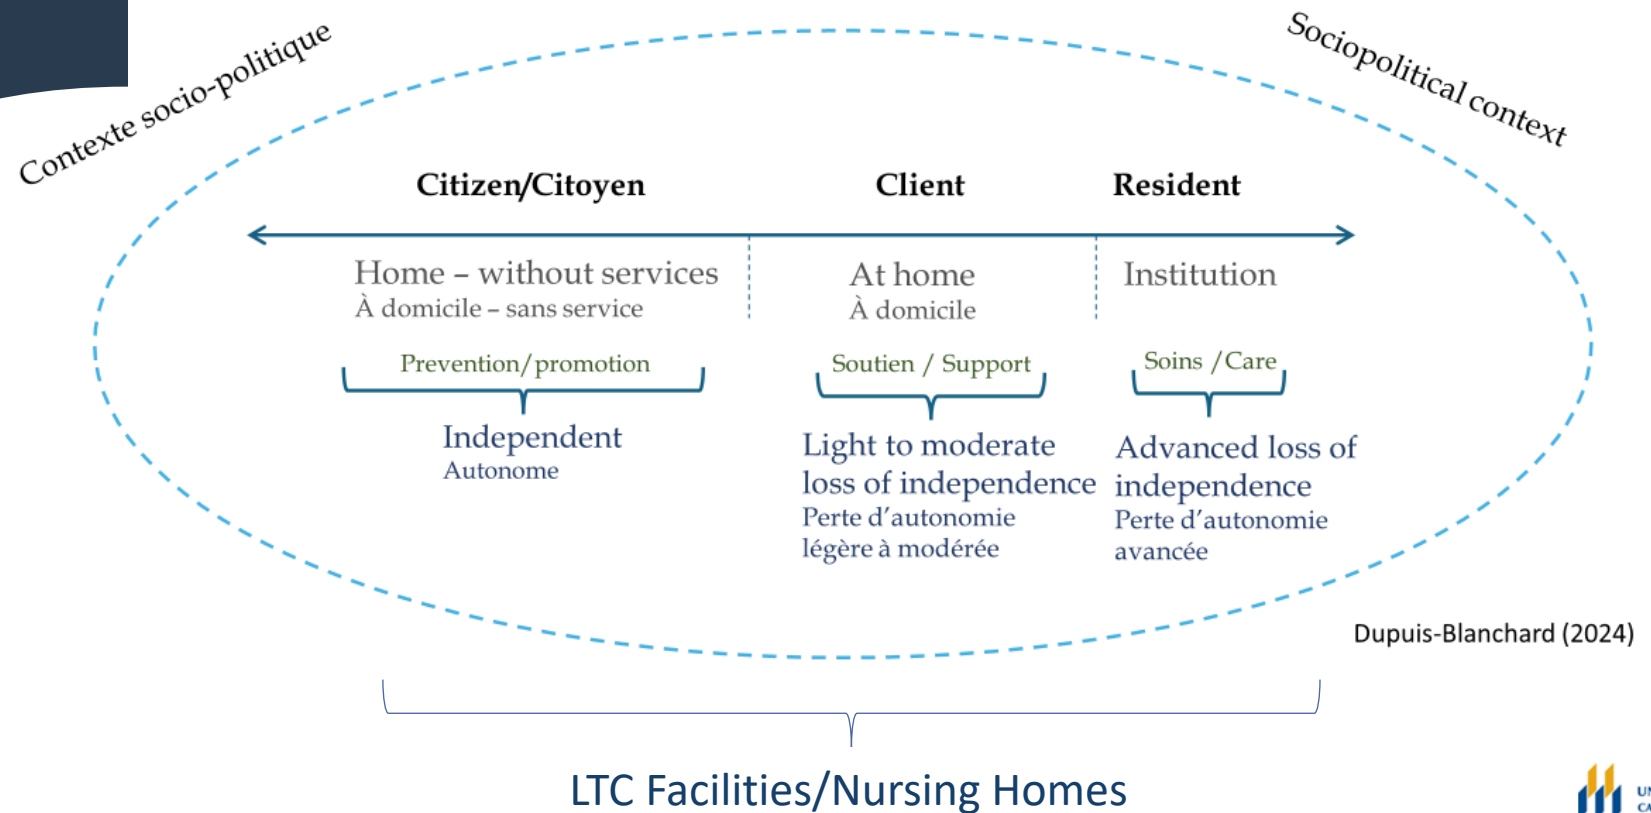 Contexte socio-politique
Sociopolitical context
Citizen/Citoyen
Client
Resident
Home – without services
À domicile – sans service
At home
À domicile
Institution
Prevention/promotion
Soutien / Support
Soins /Care
Independent
Autonome
Light to moderate
loss of independence
Perte d’autonomie
légère à modérée
Advanced loss of
independence
Perte d’autonomie
avancée
Dupuis-Blanchard (2024)
LTC Facilities/Nursing Homes